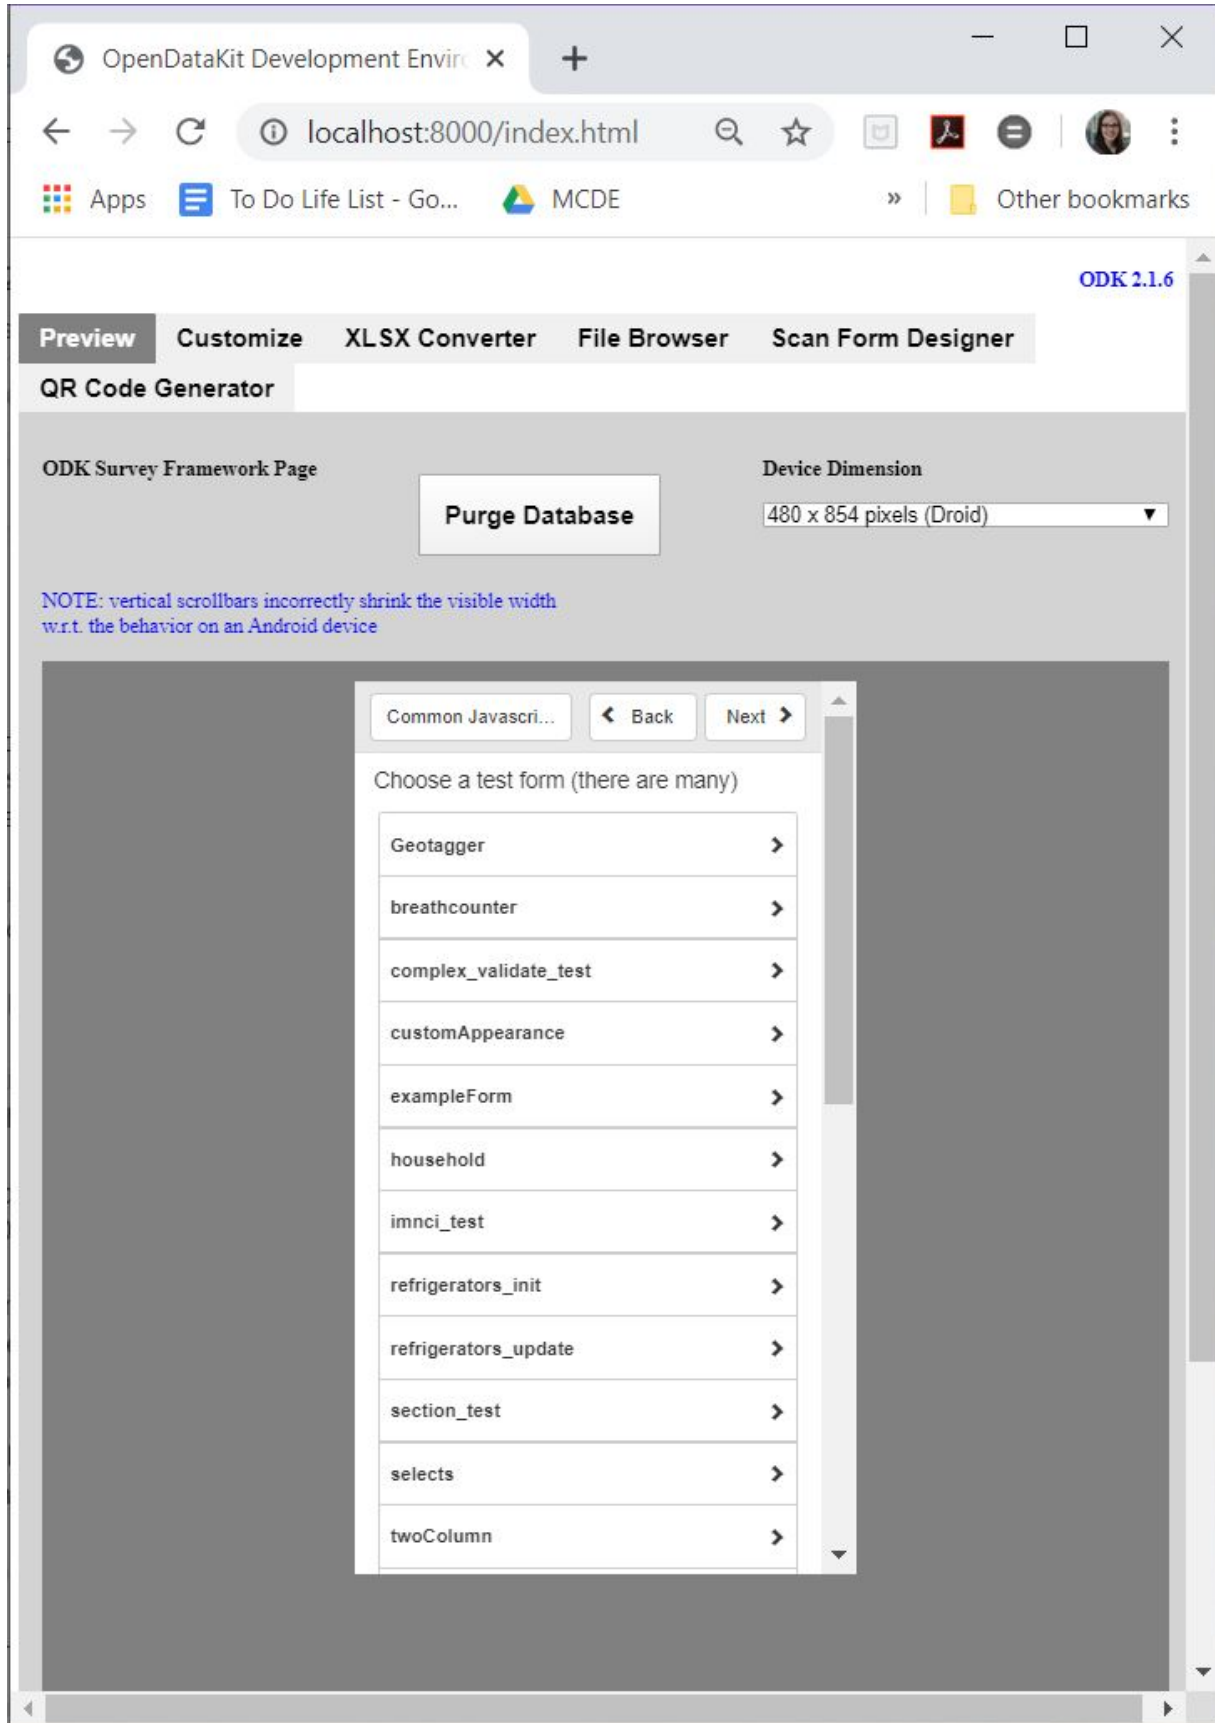 OpenDataKit Development Enviro
localhost:8000/index.html
Apps To Do Life List - Go... MCDE » Other bookmarks
ODK 2.1.6
Preview Customize XLSX Converter File Browser Scan Form Designer
QR Code Generator
ODK Survey Framework Page Purge Database Device Dimension
480 x 854 pixels (Droid)
NOTE: vertical scrollbars incorrectly shrink the visible width
w.r.t. the behavior on an Android device
Common Javascri... Back Next
Choose a test form (there are many)
Geotagger
breathcounter
complex_validate_test
customAppearance
exampleForm
household
imnci_test
refrigerators_init
refrigerators_update
section_test
selects
twoColumn